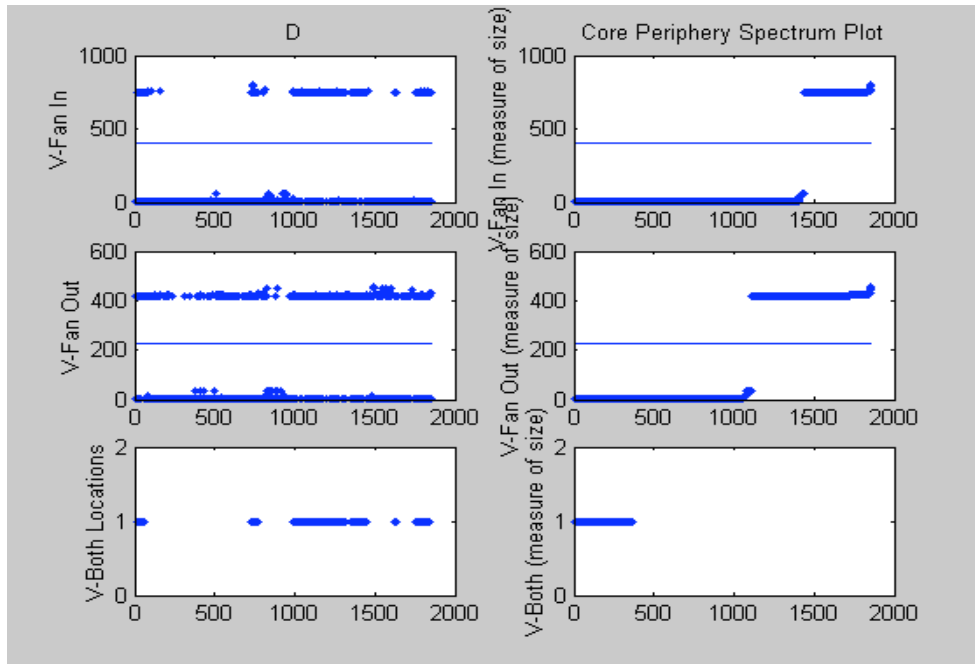 D
Core Periphery Spectrum Plot
V-Fan In
1000
500
0
0 500 1000 1500 2000
V-Fan In (measure of size)
1000
500
0
0 500 1000 1500 2000
V-Fan Out
600
400
200
0
0 500 1000 1500 2000
V-Fan Out (measure of size)
600
400
200
0
0 500 1000 1500 2000
V-Both Locations
2
1
0
0 500 1000 1500 2000
V-Both (measure of size)
2
1
0
0 500 1000 1500 2000